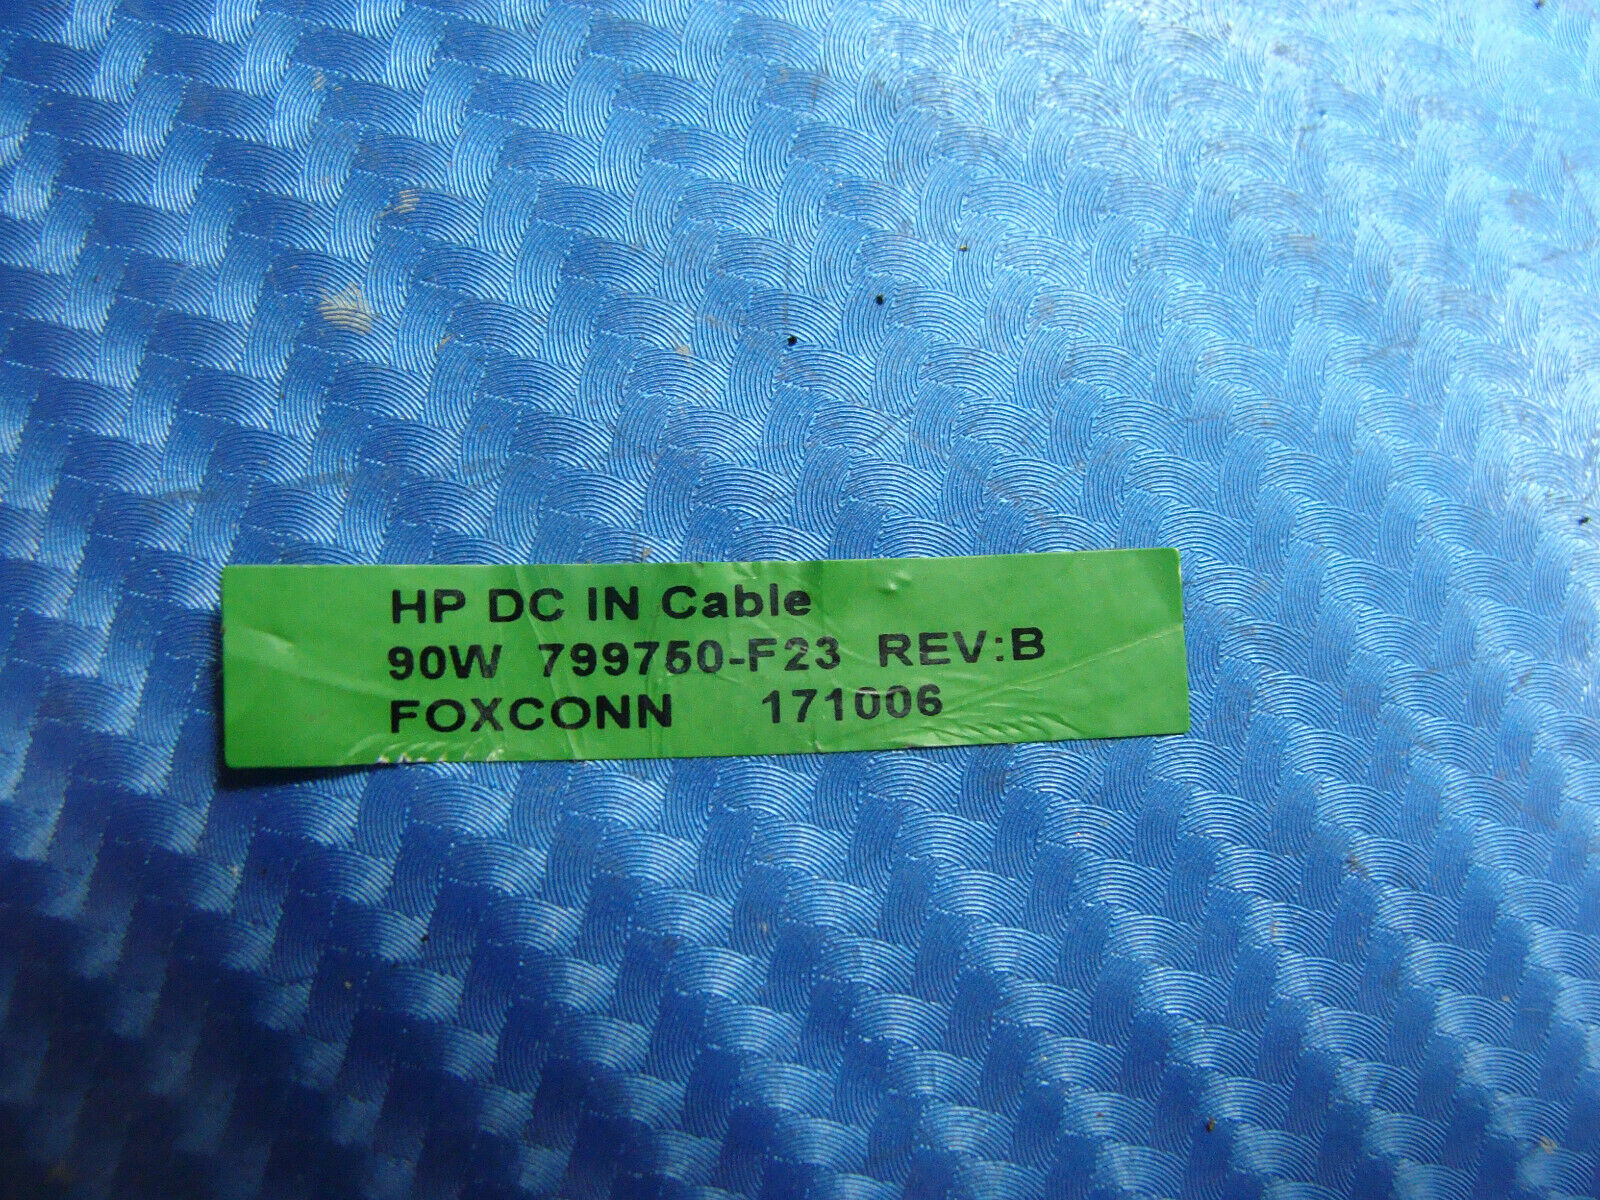 HP DC IN Cable
90W 799750-F23 REV:B
FOXCONN 171006